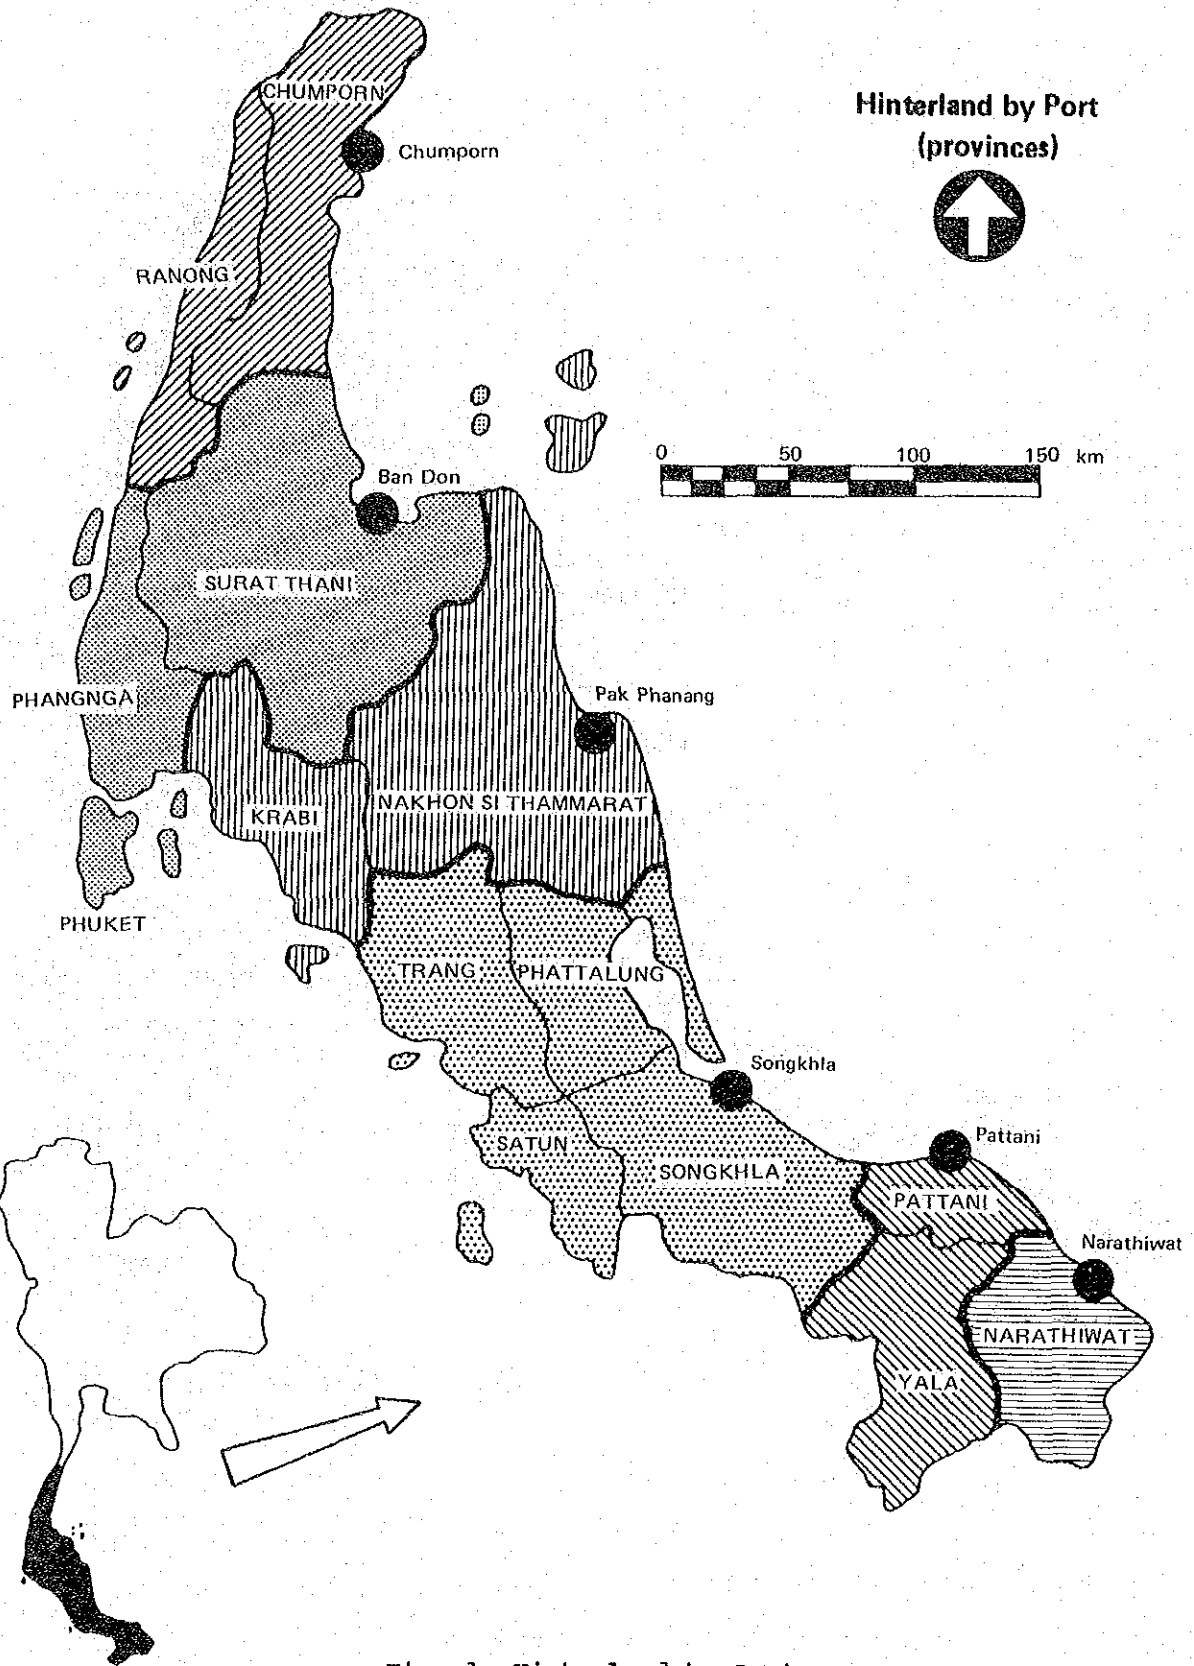 Hinterland by Port
(provinces)
CHUMPORN
Chumporn
RANONG
0 50 100 150 km
Ban Don
SURAT THANI
PHANGNGA
Pak Phanang
KRABI
NAKHON SI THAMMARAT
PHUKET
TRANG
PHATTALUNG
Songkhla
SATUN
SONGKHLA
Pattani
PATTANI
Narathiwat
NARATHIWAT
YALA